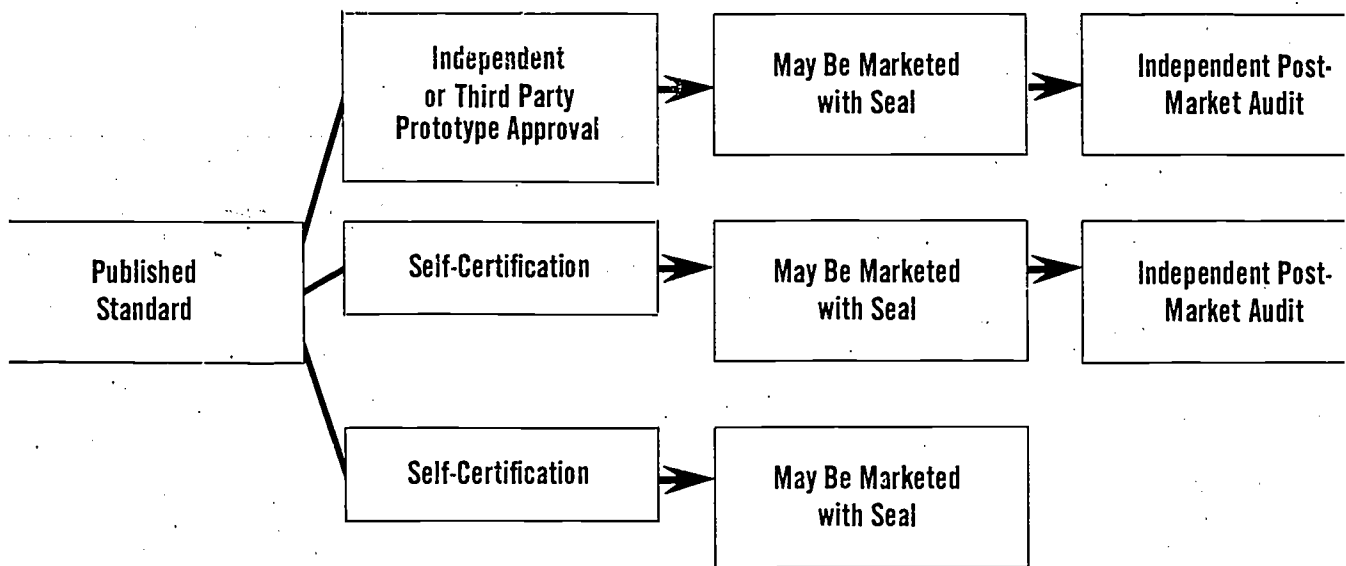 Independent
or Third Party
Prototype Approval
May Be Marketed
with Seal
Independent Post-
Market Audit
Published
Standard
Self-Certification
May Be Marketed
with Seal
Independent Post-
Market Audit
Self-Certification
May Be Marketed
with Seal